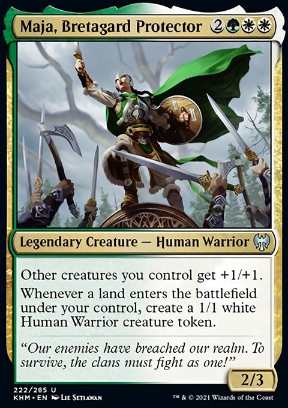 Maja, Bretagard Protector 2
Legendary Creature — Human Warrior
Other creatures you control get +1/+1.
Whenever a land enters the battlefield
under your control, create a 1/1 white
Human Warrior creature token.
“Our enemies have breached our realm. To
survive, the clans must fight as one!”
2/3
222/285 U
KHM • EN Lie Setiawan
™ & © 2021 Wizards of the Coast